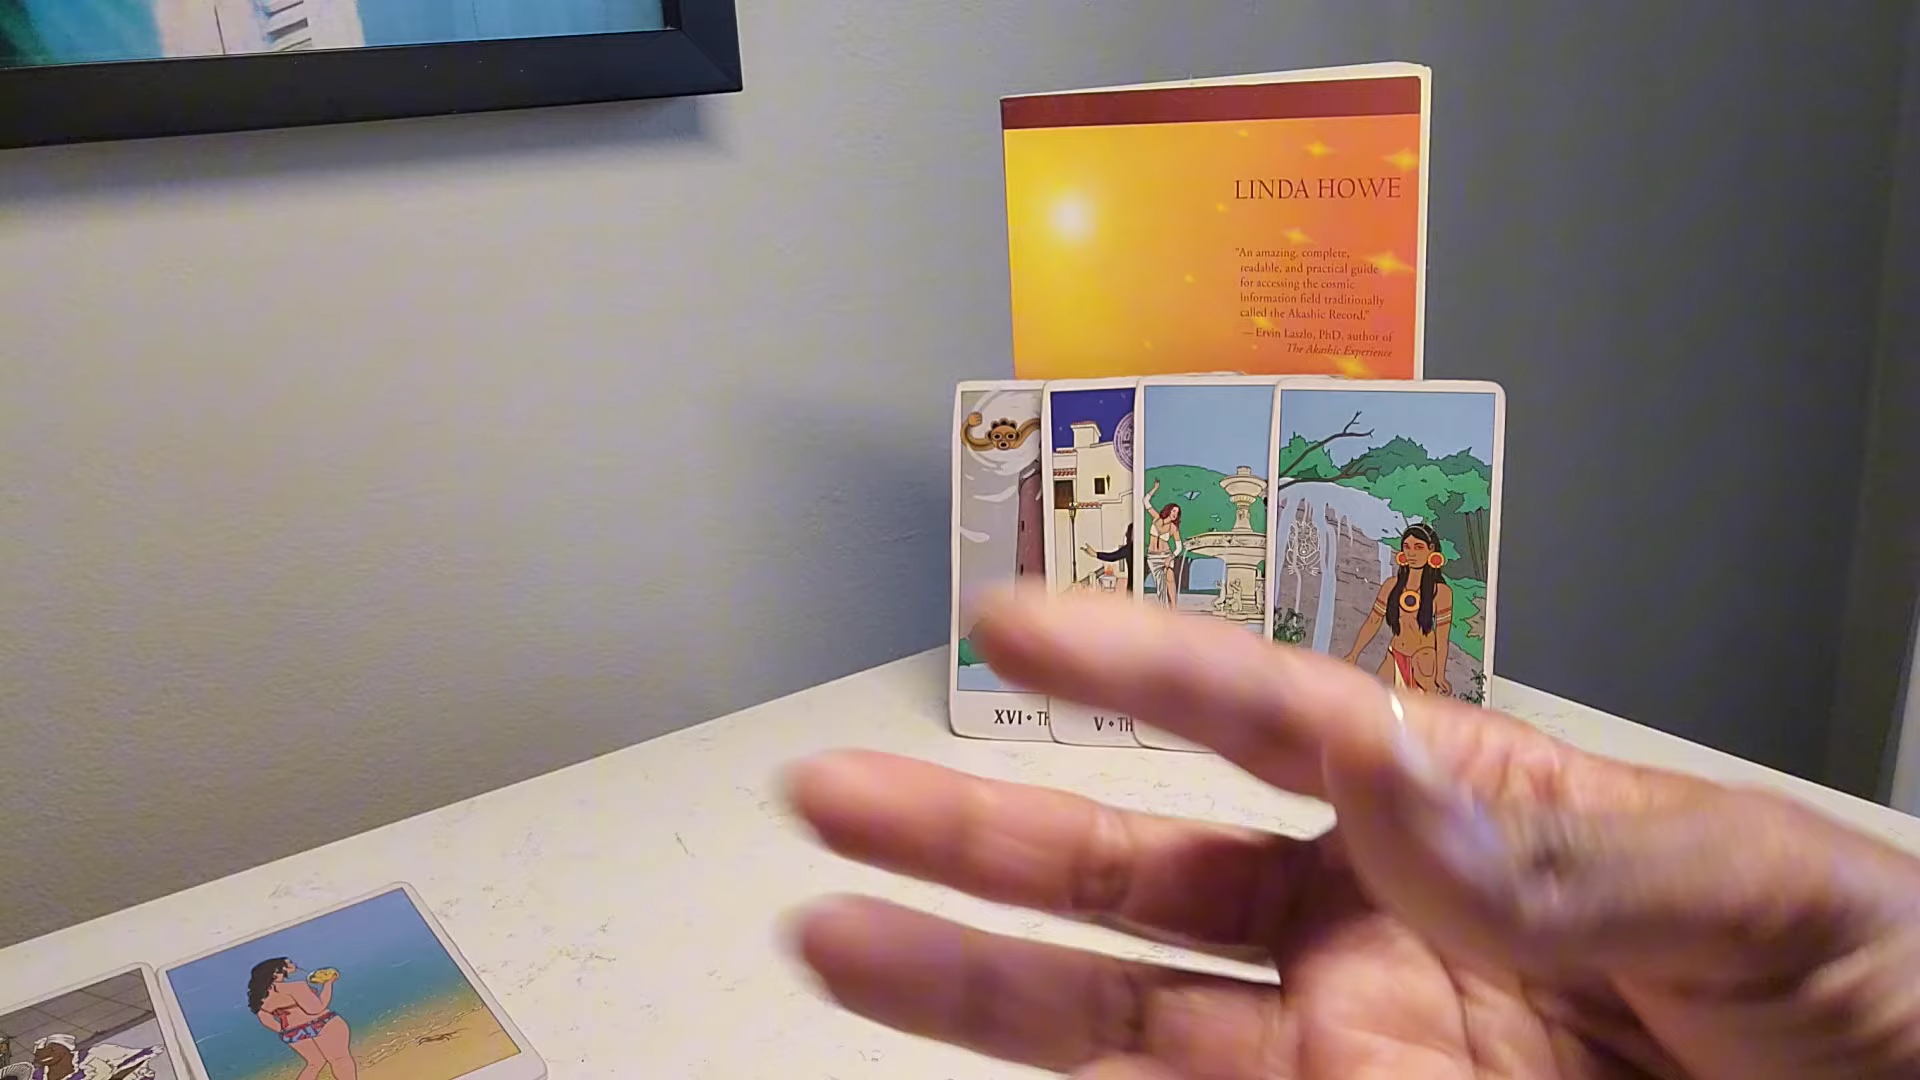 LINDA HOWE
"An amazing, complete,
readable, and practical guide
for accessing the cosmic
information field traditionally
called the Akashic Record."
— Ervin Laszlo, PhD, author of
The Akashic Experience
XVI • TH
V • TH